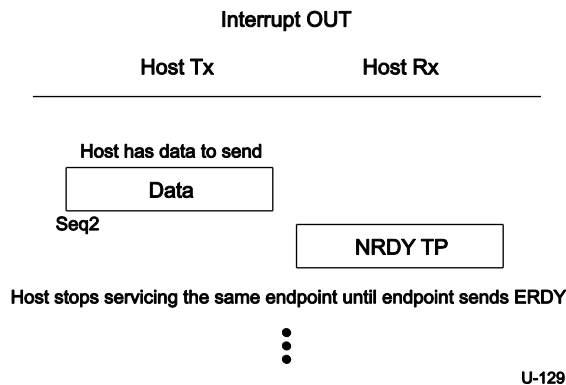 Interrupt OUT
Host Tx Host Rx
Host has data to send
Data
Seq2
NRDY TP
Host stops servicing the same endpoint until endpoint sends ERDY
U-129